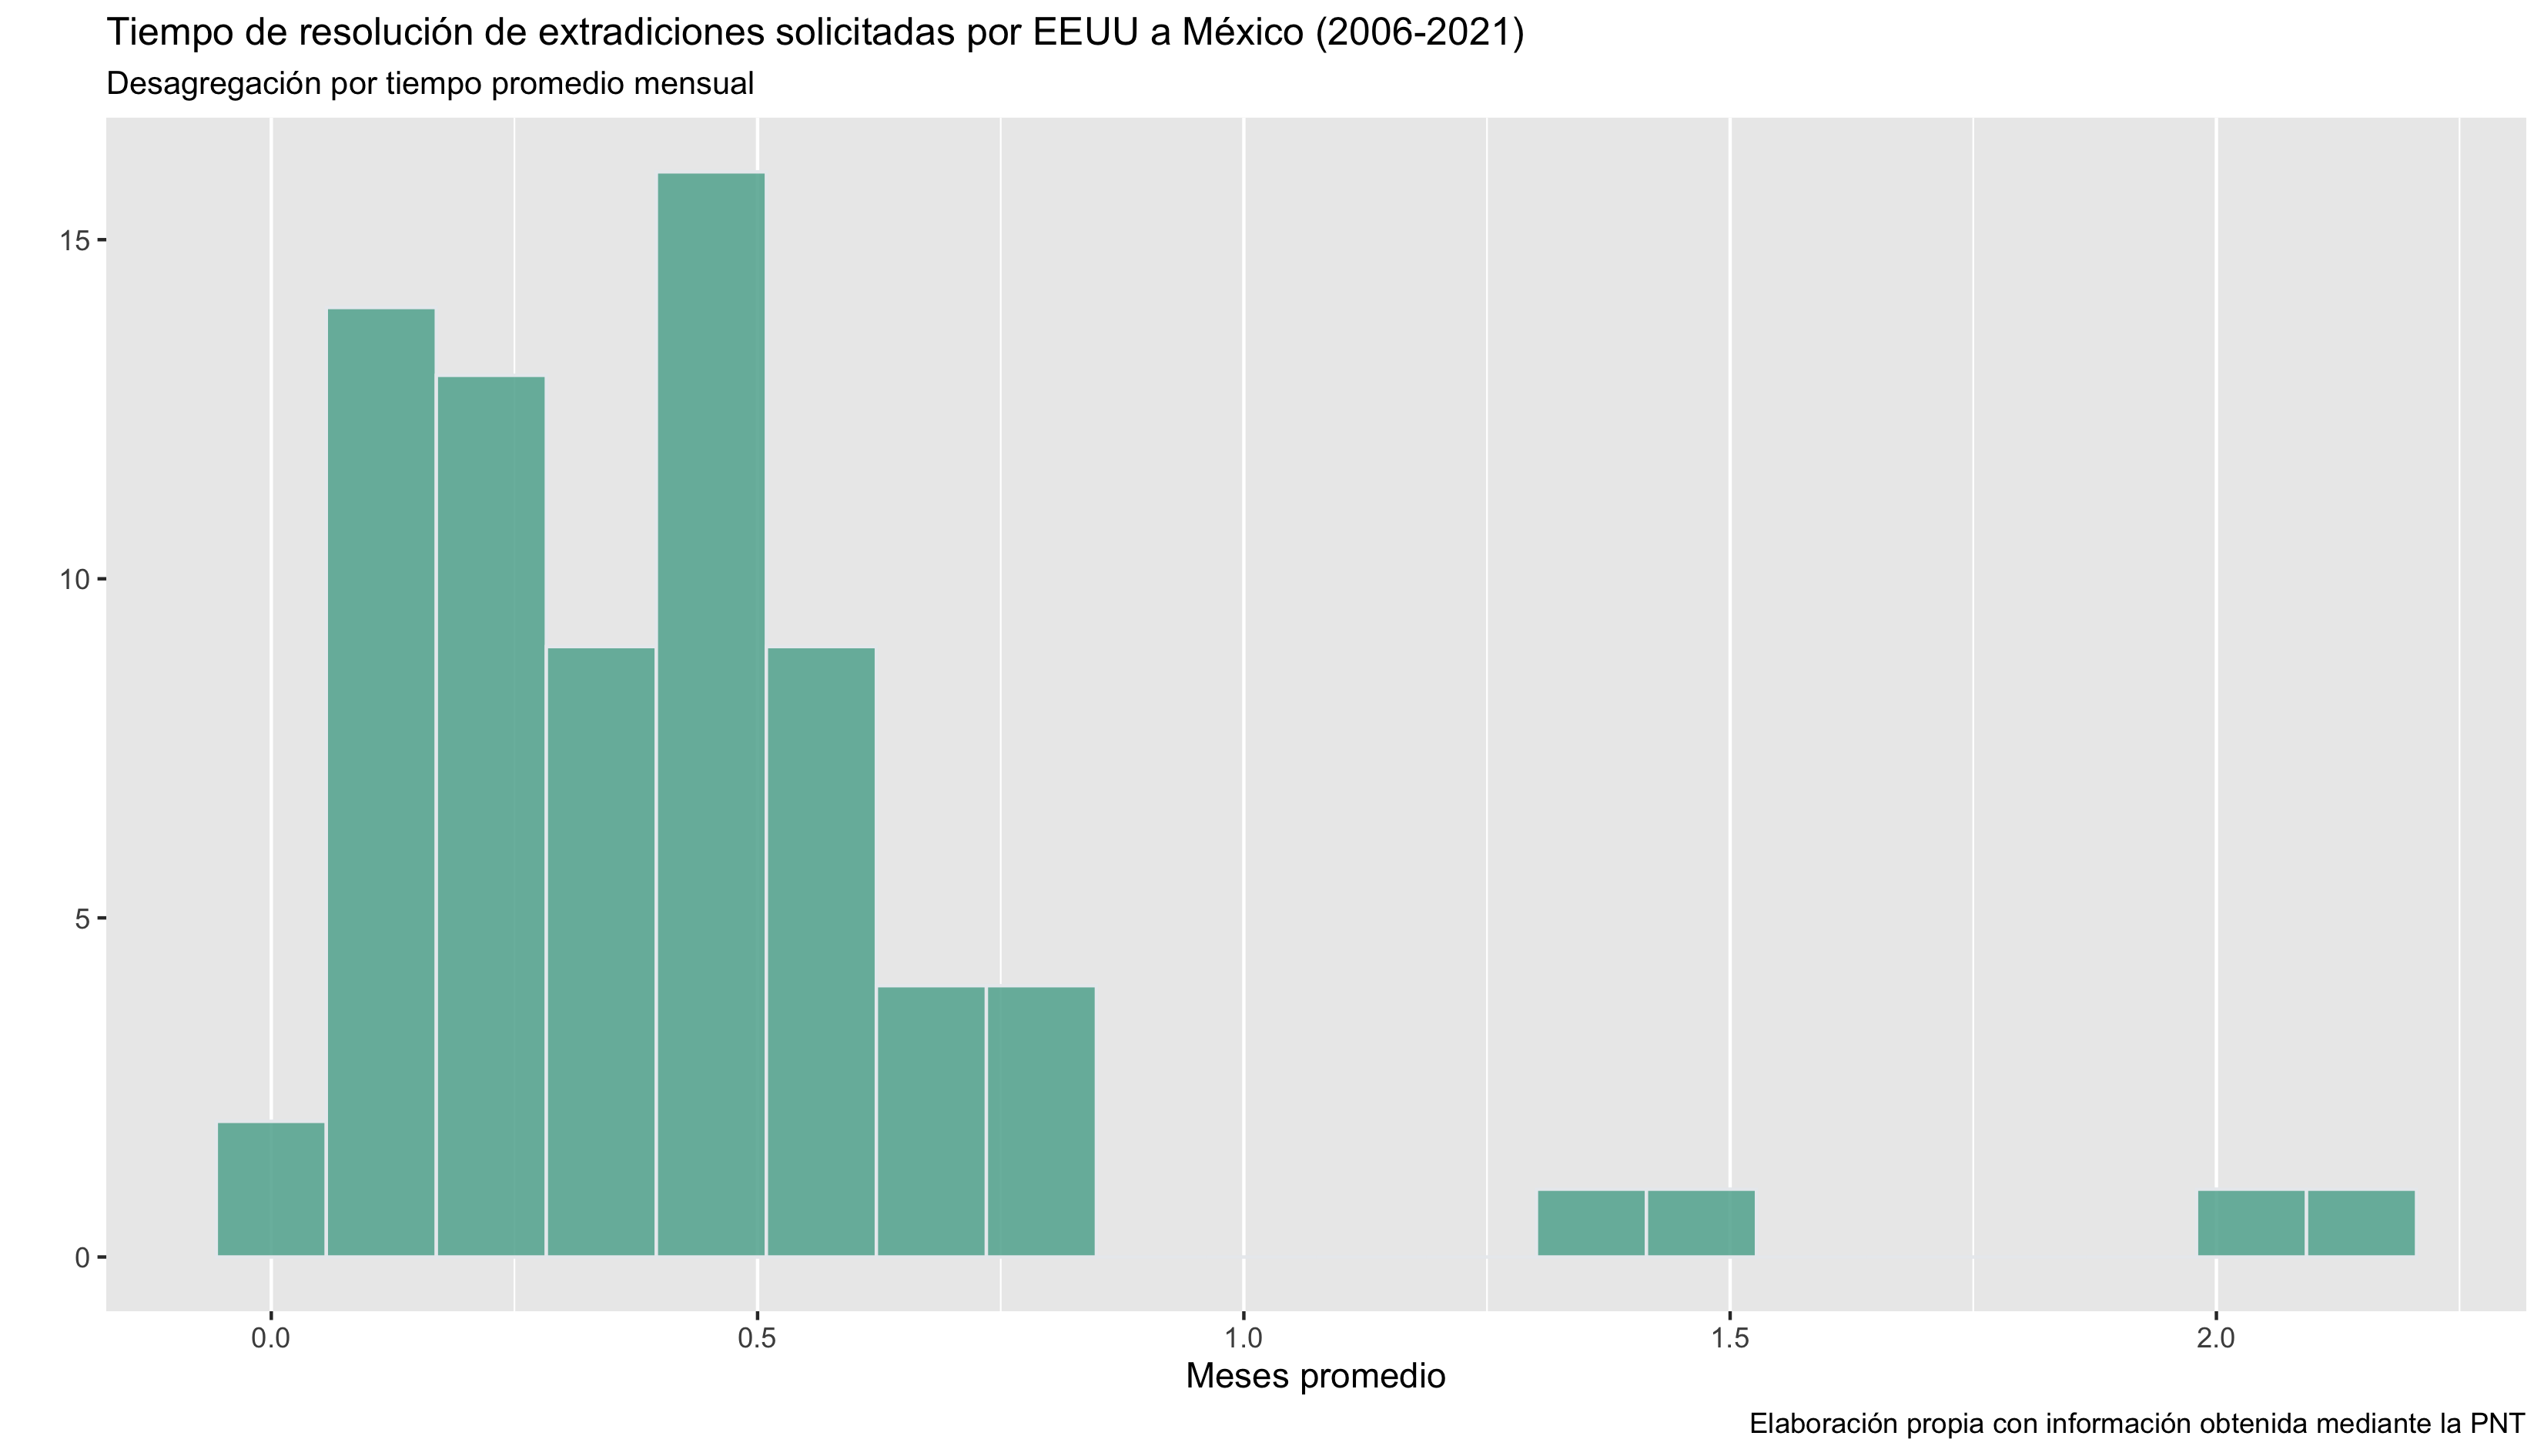 Tiempo de resolución de extradiciones solicitadas por EEUU a México (2006-2021)
Desagregación por tiempo promedio mensual
15
10
5
0
0.0 0.5 1.0 1.5 2.0
Meses promedio
Elaboración propia con información obtenida mediante la PNT